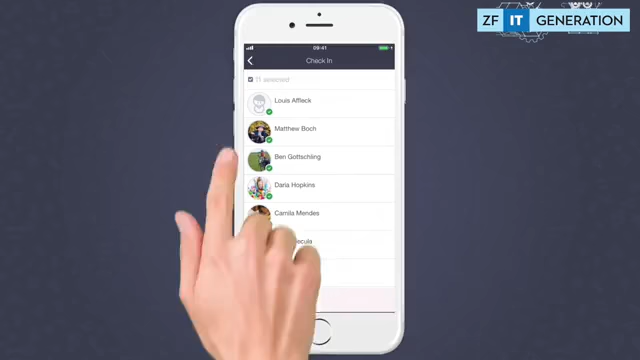 ZF IT GENERATION
09:41
Check In
11 selected
Louis Affleck
Matthew Boch
Ben Gottschling
Daria Hopkins
Camila Mendes